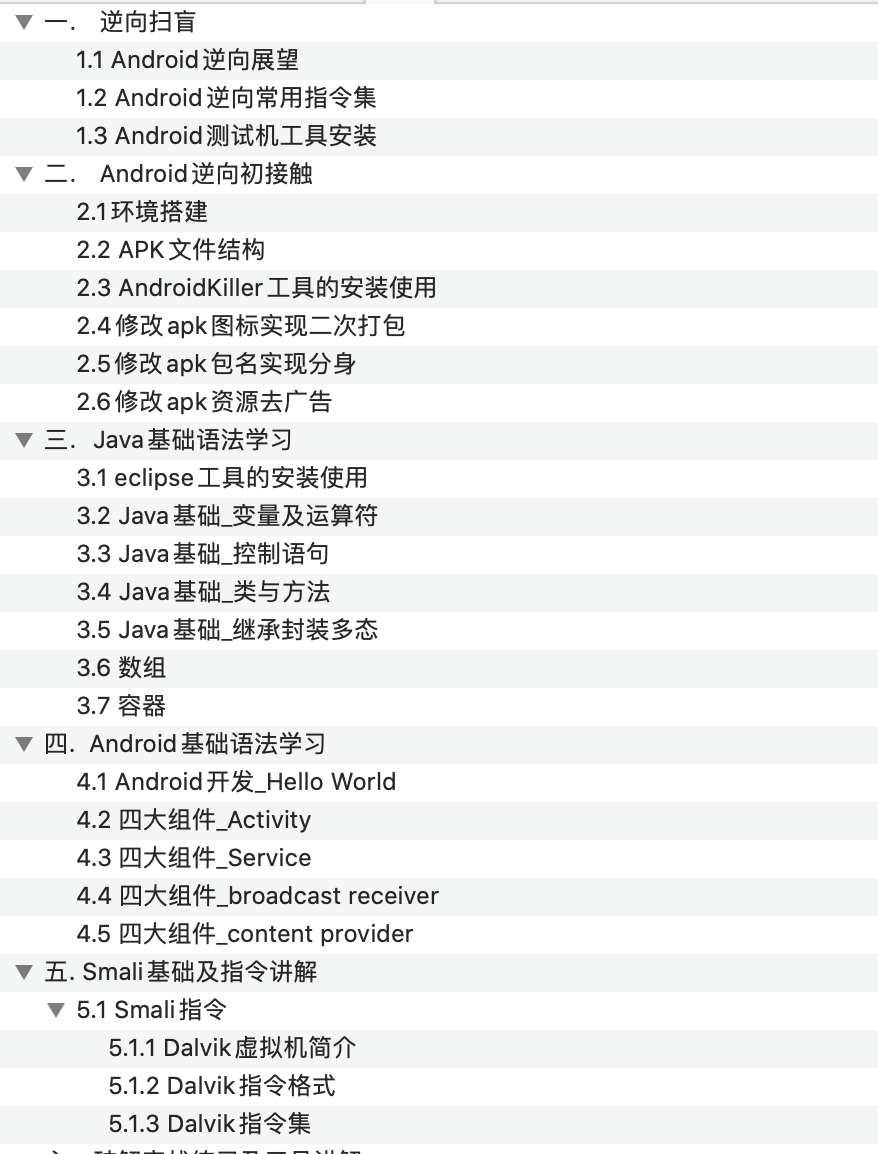 一. 逆向扫盲
1.1 Android逆向展望
1.2 Android逆向常用指令集
1.3 Android测试机工具安装
二. Android逆向初接触
2.1环境搭建
2.2 APK文件结构
2.3 AndroidKiller工具的安装使用
2.4修改apk图标实现二次打包
2.5修改apk包名实现分身
2.6修改apk资源去广告
三. Java基础语法学习
3.1 eclipse工具的安装使用
3.2 Java基础_变量及运算符
3.3 Java基础_控制语句
3.4 Java基础_类与方法
3.5 Java基础_继承封装多态
3.6 数组
3.7 容器
四. Android基础语法学习
4.1 Android开发_Hello World
4.2 四大组件_Activity
4.3 四大组件_Service
4.4 四大组件_broadcast receiver
4.5 四大组件_content provider
五. Smali基础及指令讲解
5.1 Smali指令
5.1.1 Dalvik虚拟机简介
5.1.2 Dalvik指令格式
5.1.3 Dalvik指令集